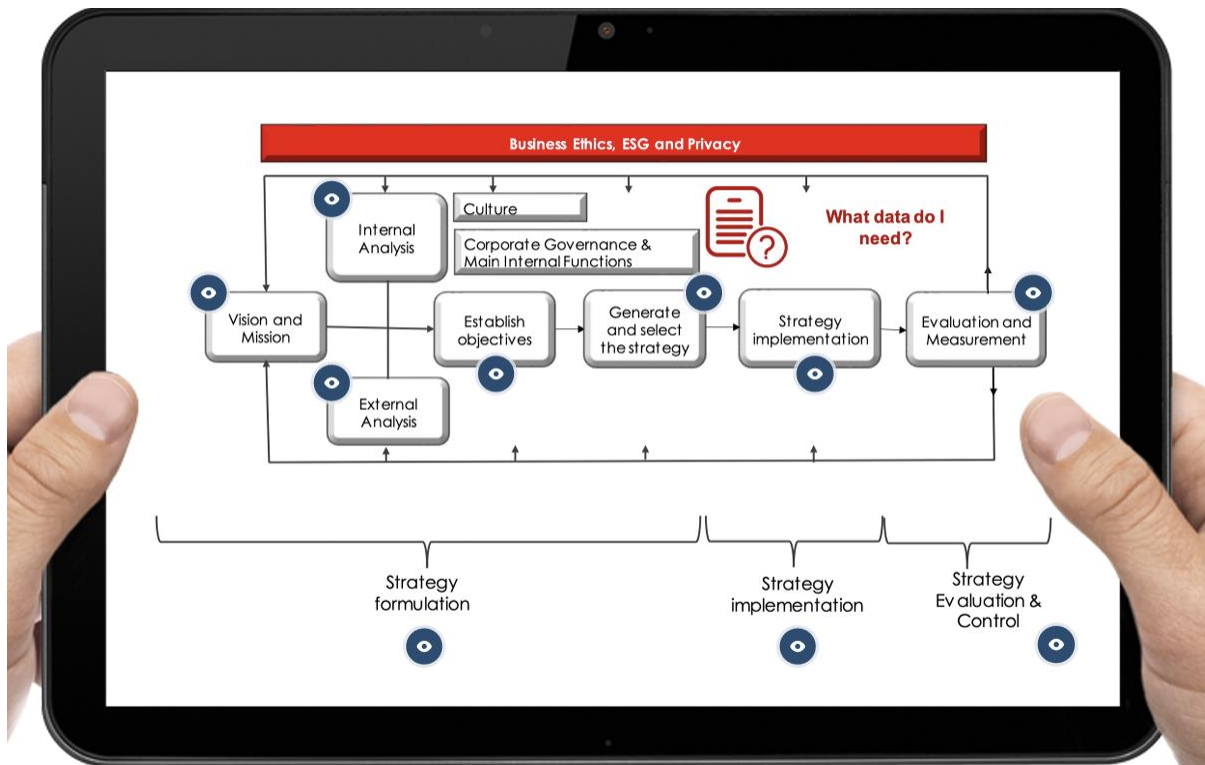 Business Ethics, ESG and Privacy
Internal
Analysis
Culture
Corporate Governance &
Main Internal Functions
What data do I
need?
?
Vision and
Mission
Establish
objectives
Generate
and select
the strategy
Strategy
implementation
Evaluation and
Measurement
External
Analysis
Strategy
formulation
Strategy
implementation
Strategy
Evaluation &
Control